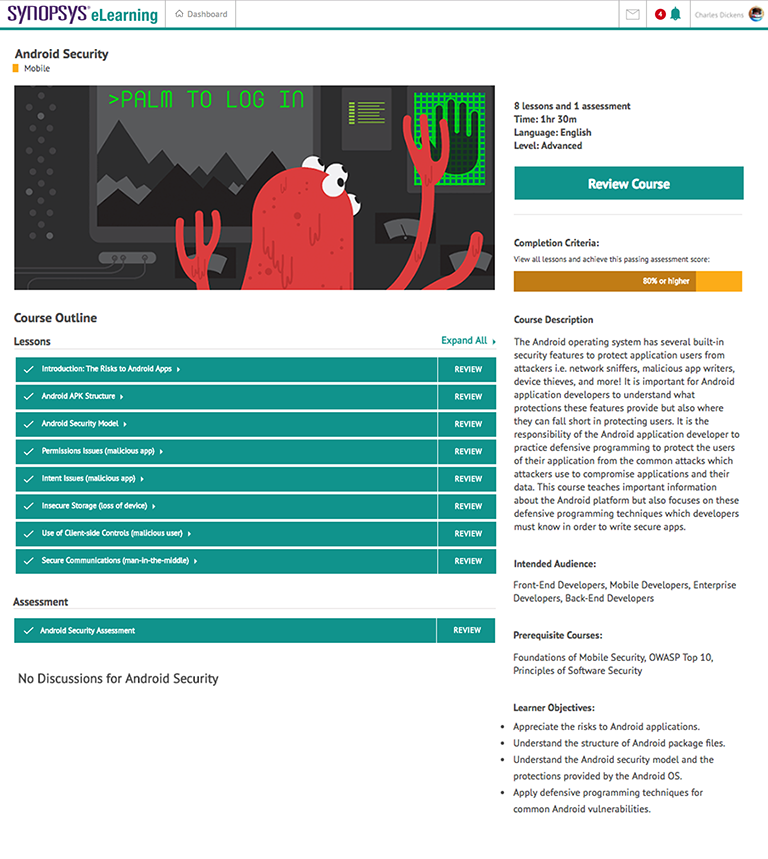 SYNOPSYS® eLearning
Dashboard
4
Charles Dickens
Android Security
Mobile
>PALM TO LOG IN
8 lessons and 1 assessment
Time: 1hr 30m
Language: English
Level: Advanced
Review Course
Completion Criteria:
View all lessons and achieve this passing assessment score:
80% or higher
Course Outline
Lessons
Expand All
Introduction: The Risks to Android Apps
REVIEW
Android APK Structure
REVIEW
Android Security Model
REVIEW
Permissions Issues (malicious app)
REVIEW
Intent Issues (malicious app)
REVIEW
Insecure Storage (loss of device)
REVIEW
Use of Client-side Controls (malicious user)
REVIEW
Secure Communications (man-in-the-middle)
REVIEW
Assessment
Android Security Assessment
REVIEW
No Discussions for Android Security
Course Description
The Android operating system has several built-in
security features to protect application users from
attackers i.e. network sniffers, malicious app writers,
device thieves, and more! It is important for Android
application developers to understand what
protections these features provide but also where
they can fall short in protecting users. It is the
responsibility of the Android application developer to
practice defensive programming to protect the users
of their application from the common attacks which
attackers use to compromise applications and their
data. This course teaches important information
about the Android platform but also focuses on these
defensive programming techniques which developers
must know in order to write secure apps.
Intended Audience:
Front-End Developers, Mobile Developers, Enterprise
Developers, Back-End Developers
Prerequisite Courses:
Foundations of Mobile Security, OWASP Top 10,
Principles of Software Security
Learner Objectives:
• Appreciate the risks to Android applications.
• Understand the structure of Android package files.
• Understand the Android security model and the
protections provided by the Android OS.
• Apply defensive programming techniques for
common Android vulnerabilities.